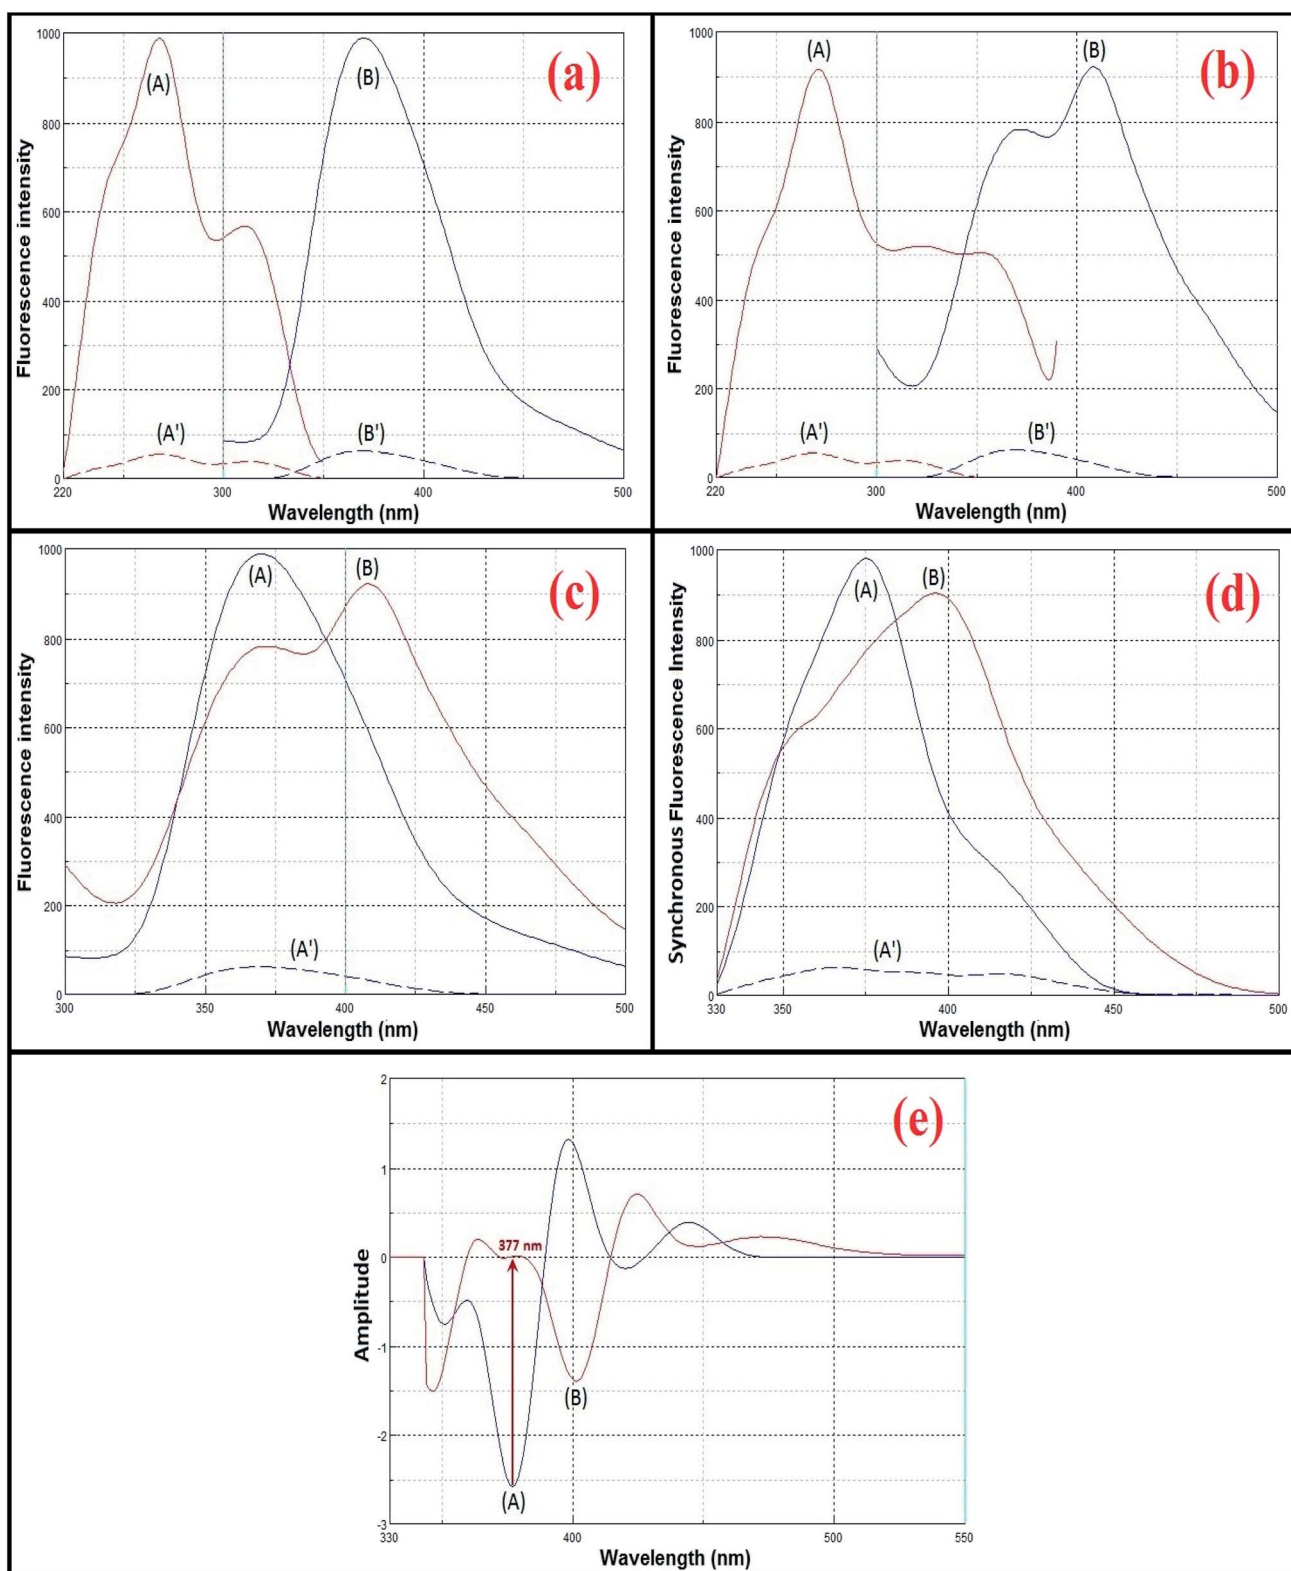 (a)
Fluorescence intensity
1000
800
600
400
200
0
(A)
(B)
(A')
(B')
220
300
400
500
Wavelength (nm)
(b)
Fluorescence intensity
1000
800
600
400
200
0
(A)
(B)
(A')
(B')
220
300
400
500
Wavelength (nm)
(c)
Fluorescence intensity
1000
800
600
400
200
0
(A)
(B)
(A')
300
350
400
450
500
Wavelength (nm)
(d)
Synchronous Fluorescence Intensity
1000
800
600
400
200
0
(A)
(B)
(A')
330
350
400
450
500
Wavelength (nm)
(e)
Amplitude
2
1
0
-1
-2
-3
377 nm
(B)
(A)
330
400
500
550
Wavelength (nm)